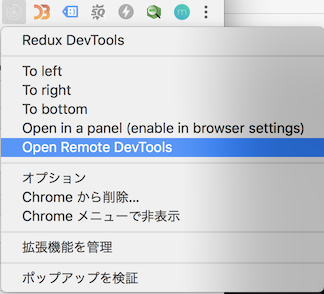 Redux DevTools
To left
To right
To bottom
Open in a panel (enable in browser settings)
Open Remote DevTools
オプション
Chrome から削除...
Chrome メニューで非表示
拡張機能を管理
ポップアップを検証